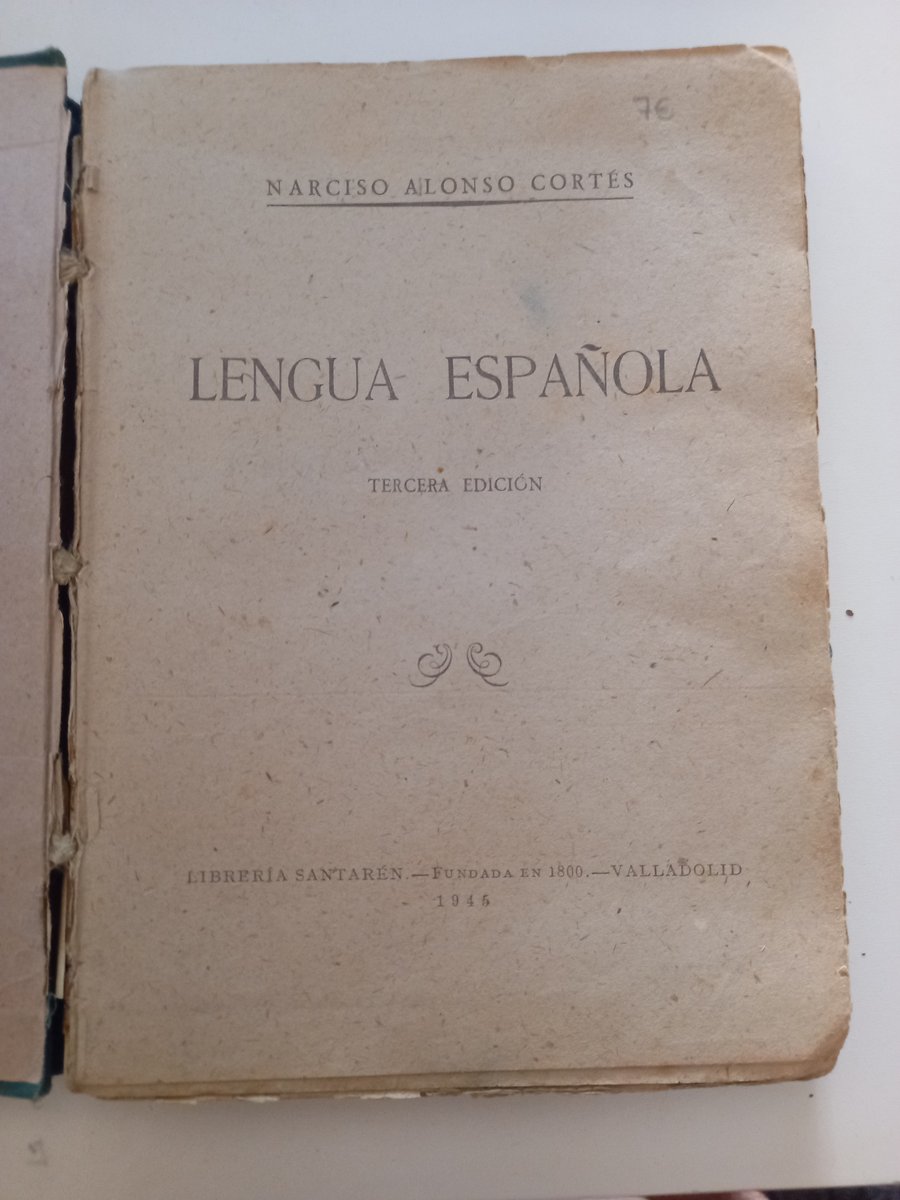 7€
NARCISO ALONSO CORTÉS
LENGUA ESPAÑOLA
TERCERA EDICIÓN
LIBRERÍA SANTARÉN.—FUNDADA EN 1800.—VALLADOLID
1945